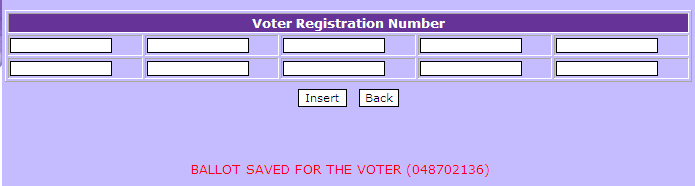 Voter Registration Number
Insert Back
BALLOT SAVED FOR THE VOTER (048702136)